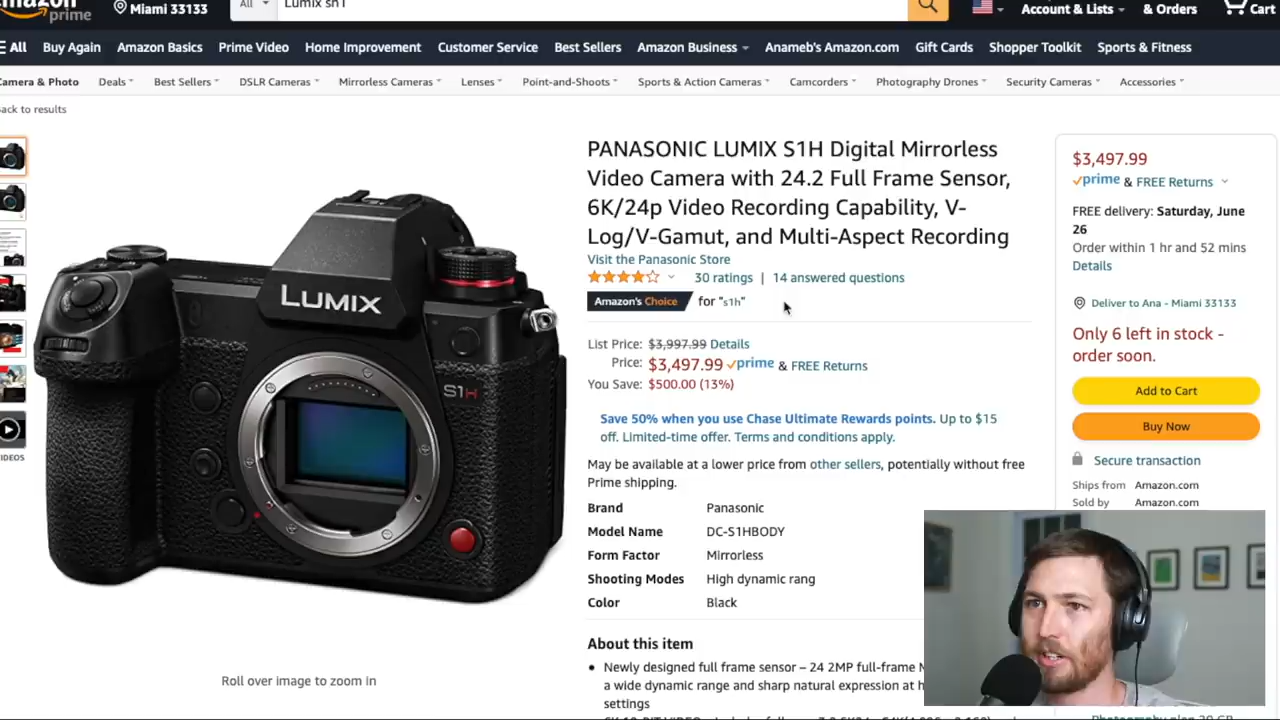 amazon prime
Miami 33133
All
Lumix sh1
Account & Lists
& Orders
Cart
All
Buy Again
Amazon Basics
Prime Video
Home Improvement
Customer Service
Best Sellers
Amazon Business
Anameb's Amazon.com
Gift Cards
Shopper Toolkit
Sports & Fitness
Camera & Photo
Deals
Best Sellers
DSLR Cameras
Mirrorless Cameras
Lenses
Point-and-Shoots
Sports & Action Cameras
Camcorders
Photography Drones
Security Cameras
Accessories
Back to results
LUMIX
S1H
VIDEOS
Roll over image to zoom in
PANASONIC LUMIX S1H Digital Mirrorless
Video Camera with 24.2 Full Frame Sensor,
6K/24p Video Recording Capability, V-
Log/V-Gamut, and Multi-Aspect Recording
Visit the Panasonic Store
30 ratings | 14 answered questions
Amazon's Choice for "s1h"
List Price: $3,997.99 Details
Price: $3,497.99 prime & FREE Returns
You Save: $500.00 (13%)
Save 50% when you use Chase Ultimate Rewards points. Up to $15
off. Limited-time offer. Terms and conditions apply.
May be available at a lower price from other sellers, potentially without free
Prime shipping.
Brand Panasonic
Model Name DC-S1HBODY
Form Factor Mirrorless
Shooting Modes High dynamic rang
Color Black
About this item
• Newly designed full frame sensor – 24 2MP full-frame
a wide dynamic range and sharp natural expression at h
settings
$3,497.99
prime & FREE Returns
FREE delivery: Saturday, June
26
Order within 1 hr and 52 mins
Details
Deliver to Ana - Miami 33133
Only 6 left in stock -
order soon.
Add to Cart
Buy Now
Secure transaction
Ships from Amazon.com
Sold by Amazon.com